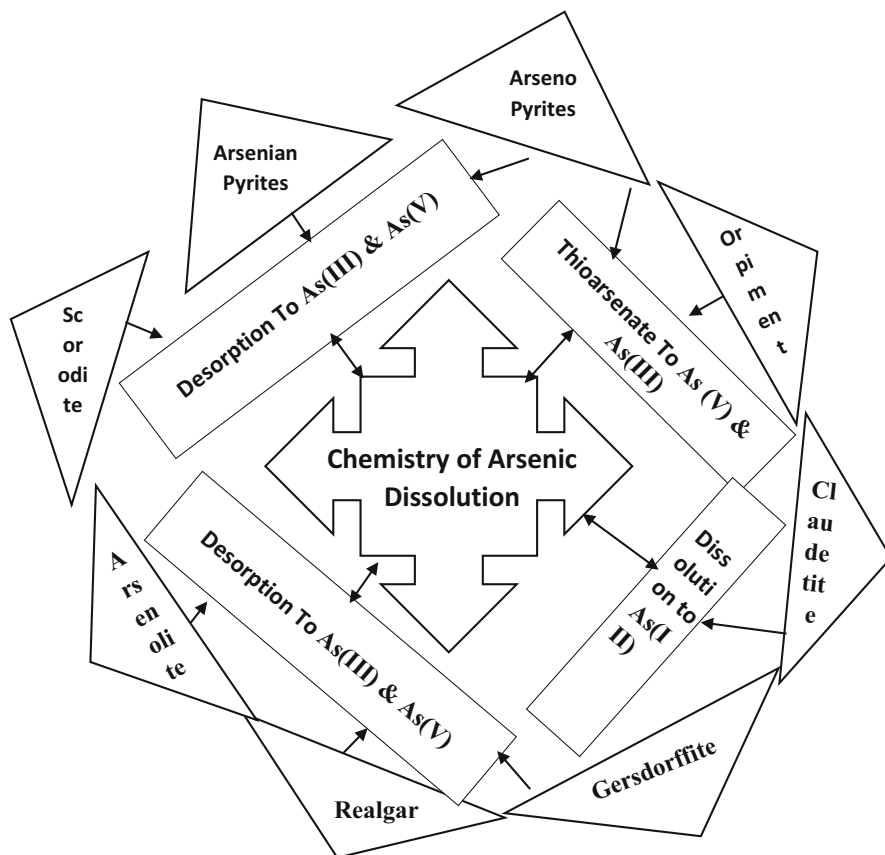 Arseno
Pyrites
Arsenian
Pyrites
Or
pi
m
en
t
Desorption To As(III) & As(V)
Thioarsenate To As (V) &
As(III)
Sc
or
odi
te
Chemistry of Arsenic
Dissolution
Cl
au
de
tit
e
Diss
oluti
on to
As(I
II)
A
rs
en
oli
te
Desorption To As(III) & As(V)
Gersdorffite
Realgar